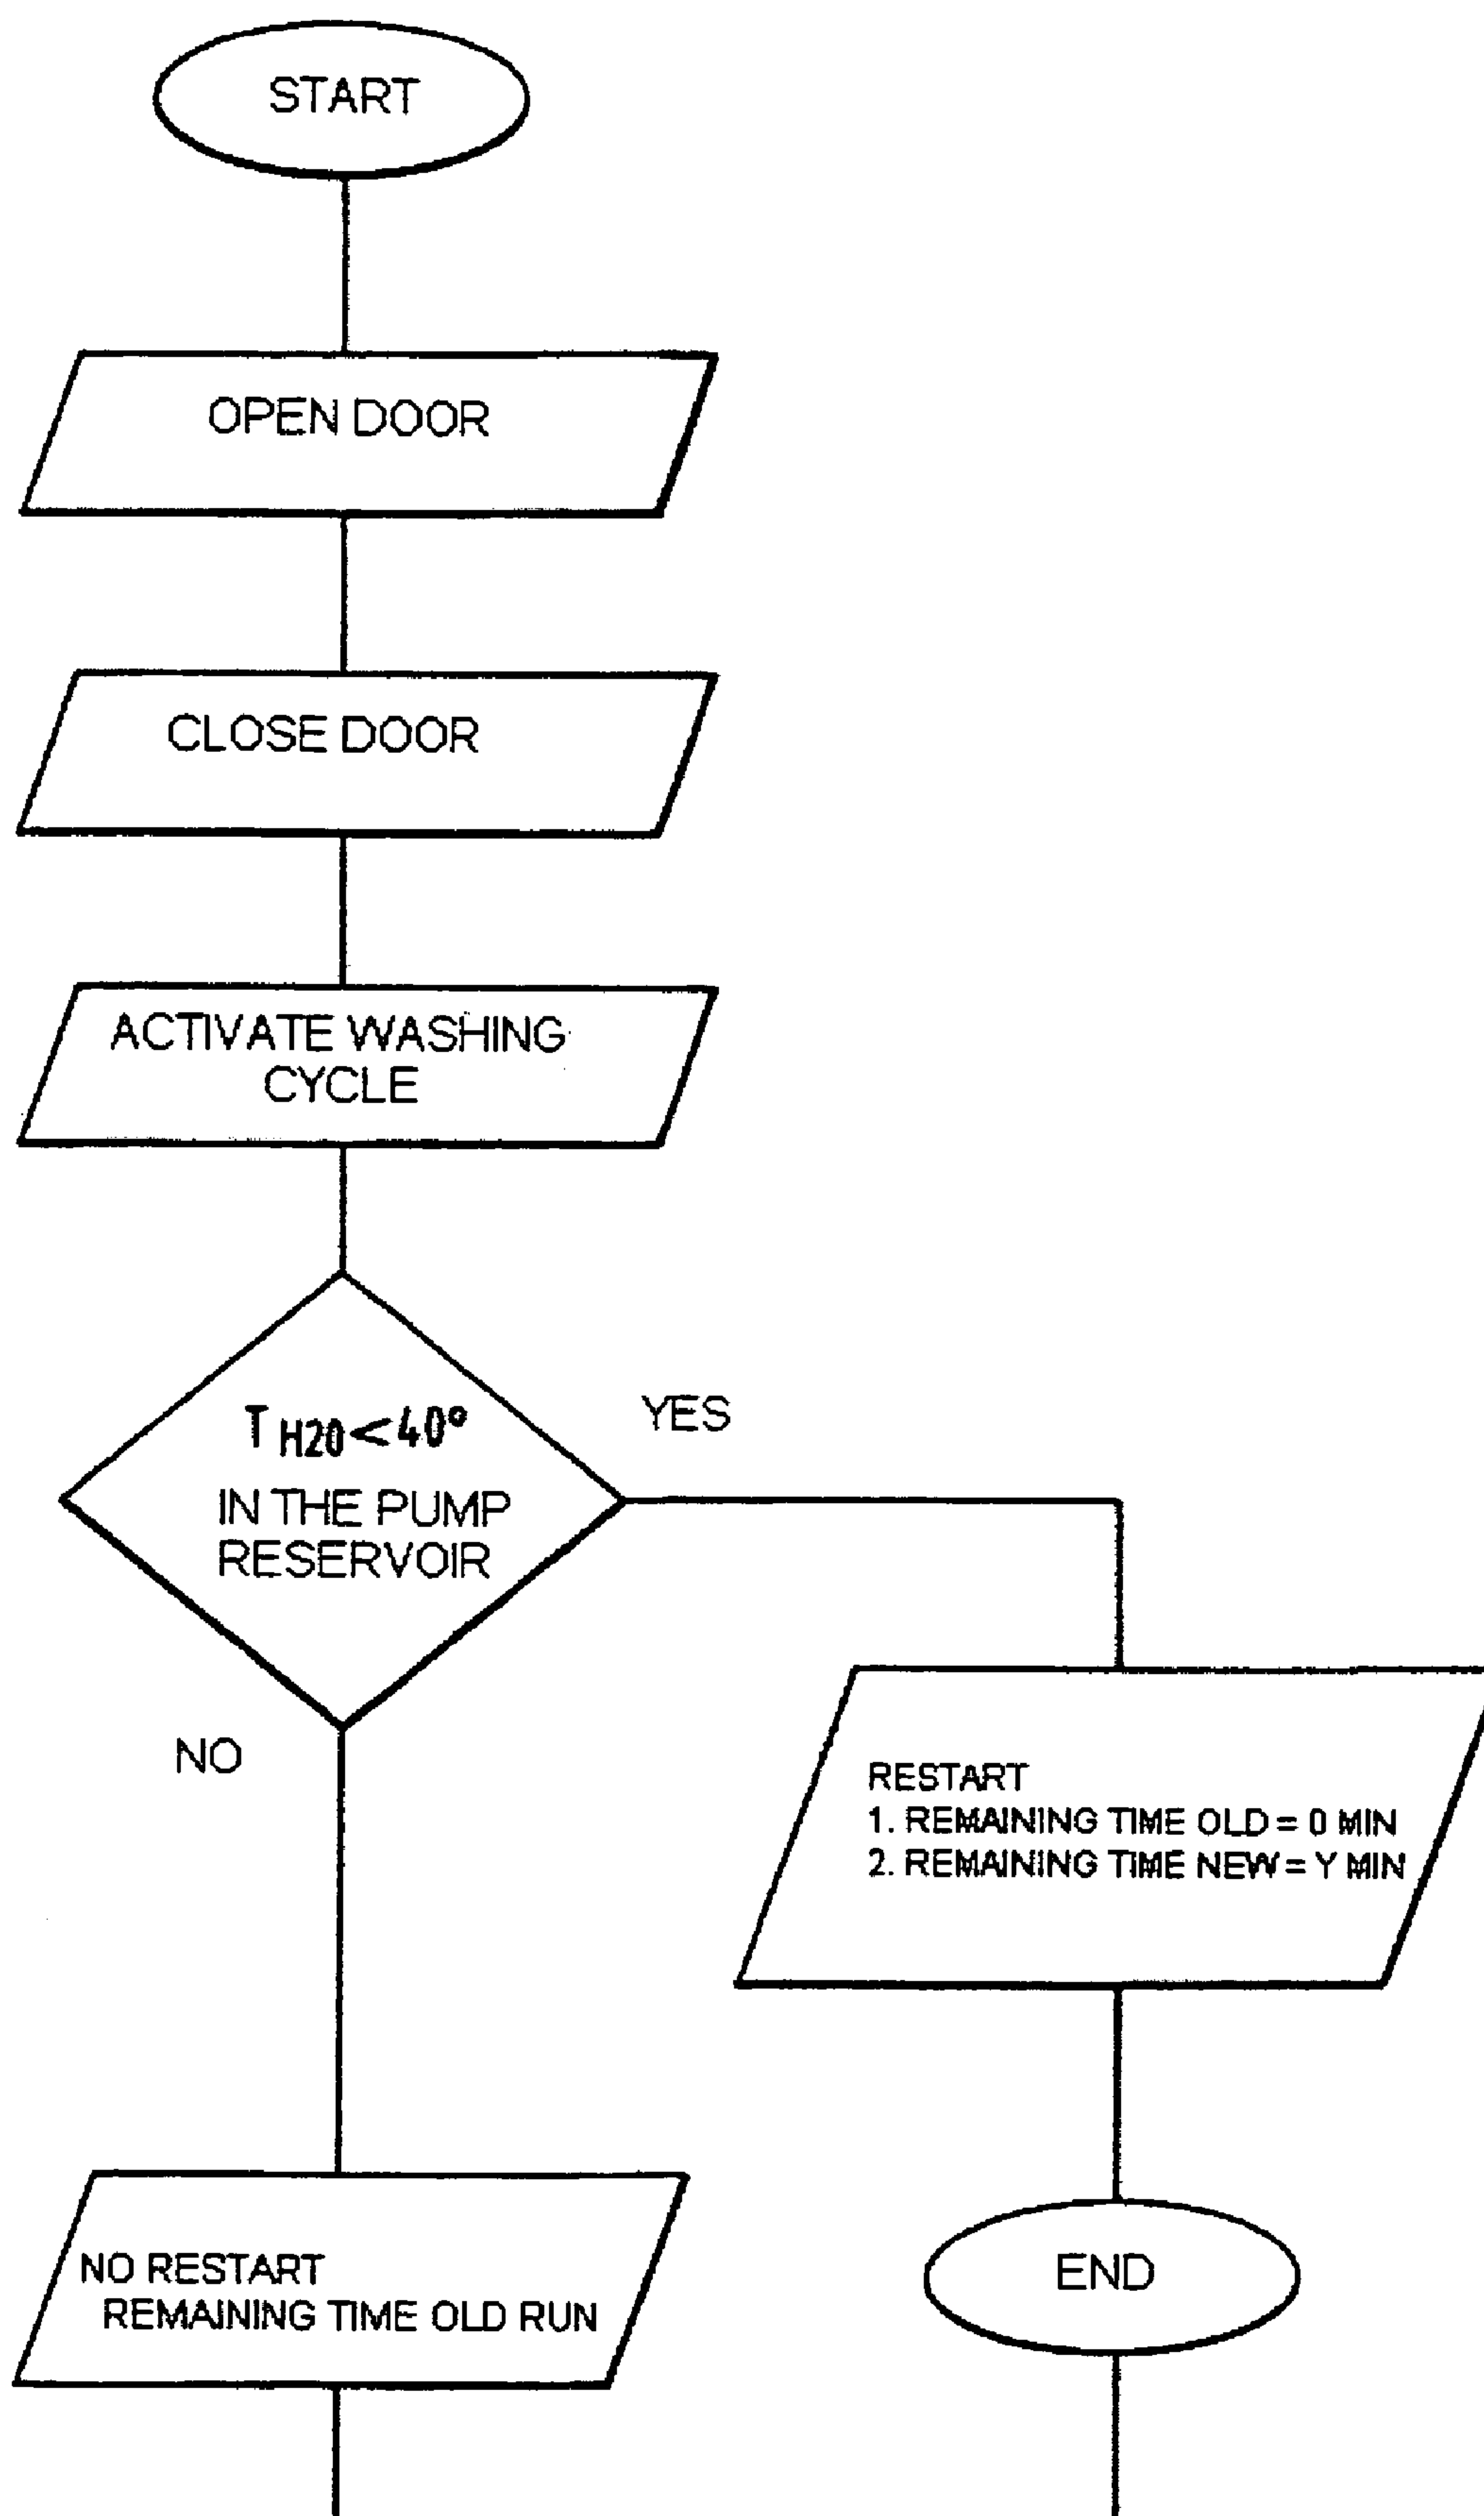 START
OPEN DOOR
CLOSE DOOR
ACTIVATE WASHING
CYCLE
T H20 < 40°
IN THE PUMP
RESERVOIR
YES
NO
RESTART
1. REMAINING TIME OLD = 0 MIN
2. REMAINING TIME NEW = Y MIN
NO RESTART
REMAINING TIME OLD RUN
END